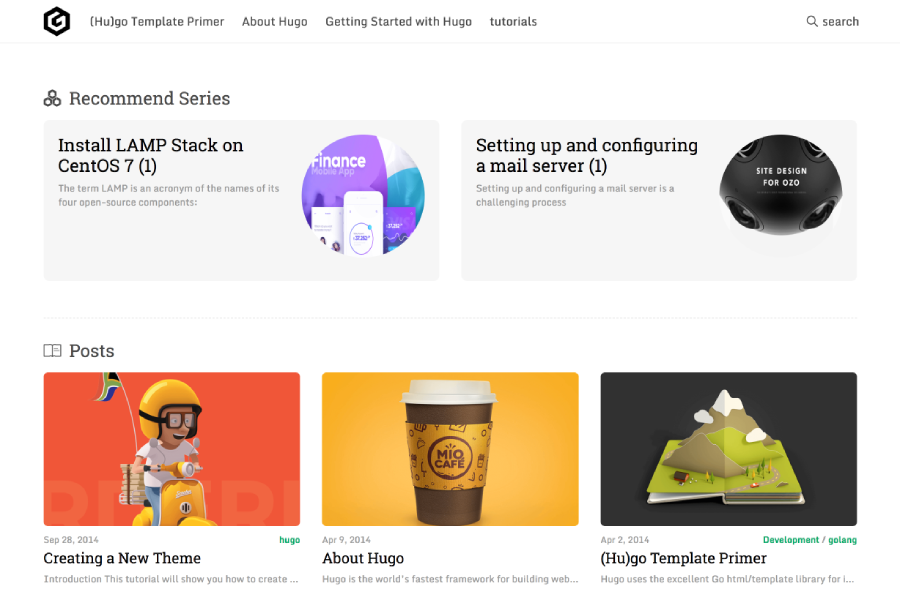 (Hu)go Template Primer About Hugo Getting Started with Hugo tutorials search
Recommend Series
Install LAMP Stack on
CentOS 7 (1)
The term LAMP is an acronym of the names of its
four open-source components:
Finance
Mobile App
Setting up and configuring
a mail server (1)
Setting up and configuring a mail server is a
challenging process
SITE DESIGN
FOR OZO
Posts
MIO
CAFÉ
Sep 28, 2014 hugo
Creating a New Theme
Introduction This tutorial will show you how to create ...
Apr 9, 2014
About Hugo
Hugo is the world's fastest framework for building web...
Apr 2, 2014 Development / golang
(Hu)go Template Primer
Hugo uses the excellent Go html/template library for i...